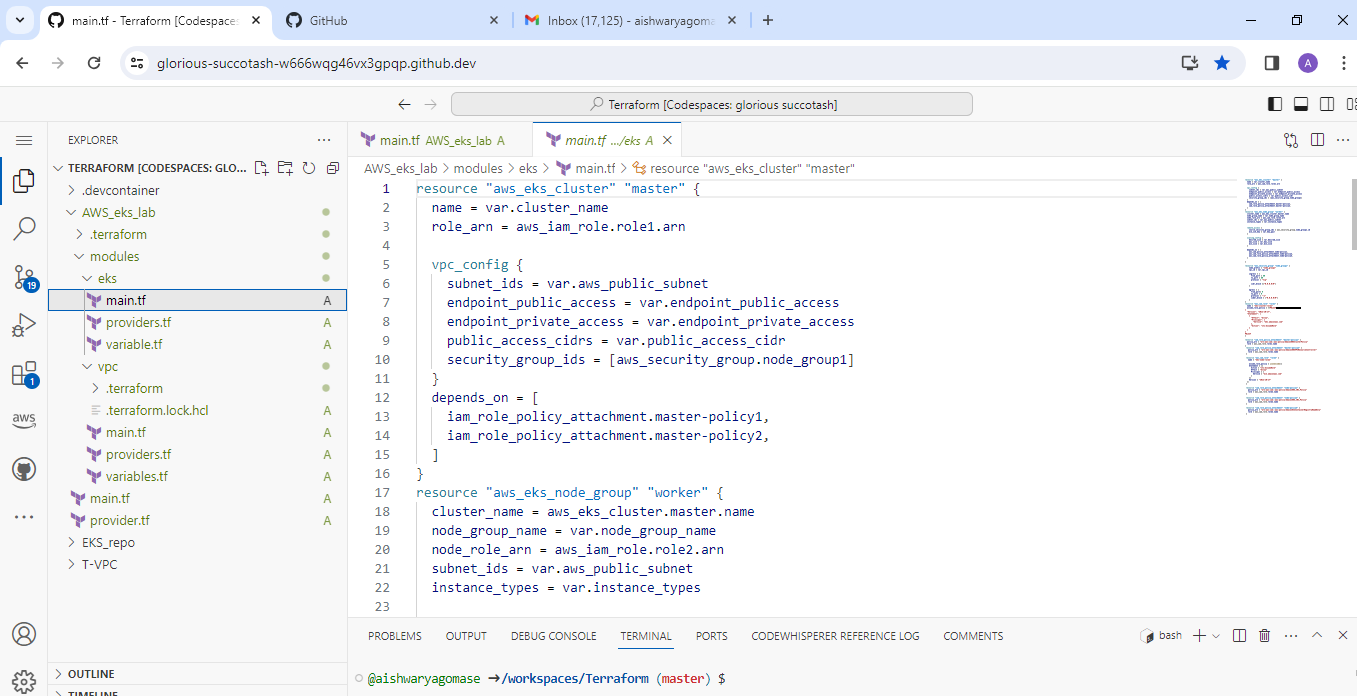 main.tf - Terraform [Codespaces
GitHub
Inbox (17,125) - aishwaryagoma
glorious-succotash-w666wqg46vx3gpqp.github.dev
A
Terraform [Codespaces: glorious succotash]
EXPLORER
TERRAFORM [CODESPACES: GLO...
.devcontainer
AWS_eks_lab
.terraform
modules
eks
main.tf A
providers.tf A
variable.tf A
vpc
.terraform
.terraform.lock.hcl A
main.tf A
providers.tf A
variables.tf A
main.tf A
provider.tf A
EKS_repo
T-VPC
OUTLINE
TIMELINE
19
1
aws
main.tf AWS_eks_lab A
main.tf .../eks A
AWS_eks_lab > modules > eks > main.tf > resource "aws_eks_cluster" "master"
1 resource "aws_eks_cluster" "master" {
2 name = var.cluster_name
3 role_arn = aws_iam_role.role1.arn
4
5 vpc_config {
6 subnet_ids = var.aws_public_subnet
7 endpoint_public_access = var.endpoint_public_access
8 endpoint_private_access = var.endpoint_private_access
9 public_access_cidrs = var.public_access_cidr
10 security_group_ids = [aws_security_group.node_group1]
11 }
12 depends_on = [
13 iam_role_policy_attachment.master-policy1,
14 iam_role_policy_attachment.master-policy2,
15 ]
16 }
17 resource "aws_eks_node_group" "worker" {
18 cluster_name = aws_eks_cluster.master.name
19 node_group_name = var.node_group_name
20 node_role_arn = aws_iam_role.role2.arn
21 subnet_ids = var.aws_public_subnet
22 instance_types = var.instance_types
23
PROBLEMS OUTPUT DEBUG CONSOLE TERMINAL PORTS CODEWHISPERER REFERENCE LOG COMMENTS
bash
@aishwaryagomase ➜/workspaces/Terraform (master) $